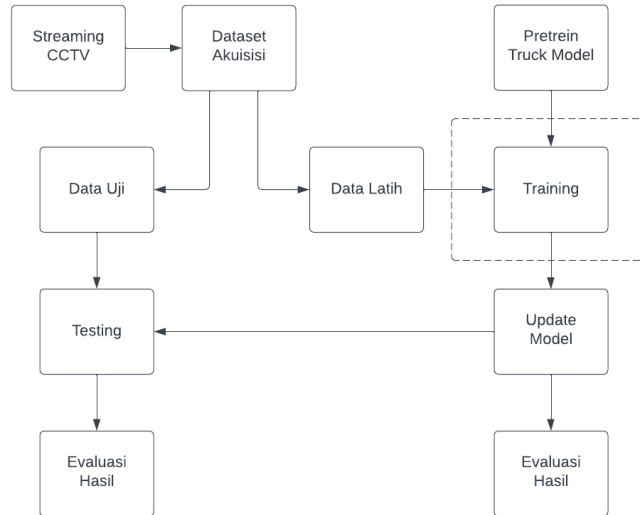 Streaming
CCTV
Dataset
Akuisisi
Pretrein
Truck Model
Data Uji
Data Latih
Training
Testing
Update
Model
Evaluasi
Hasil
Evaluasi
Hasil